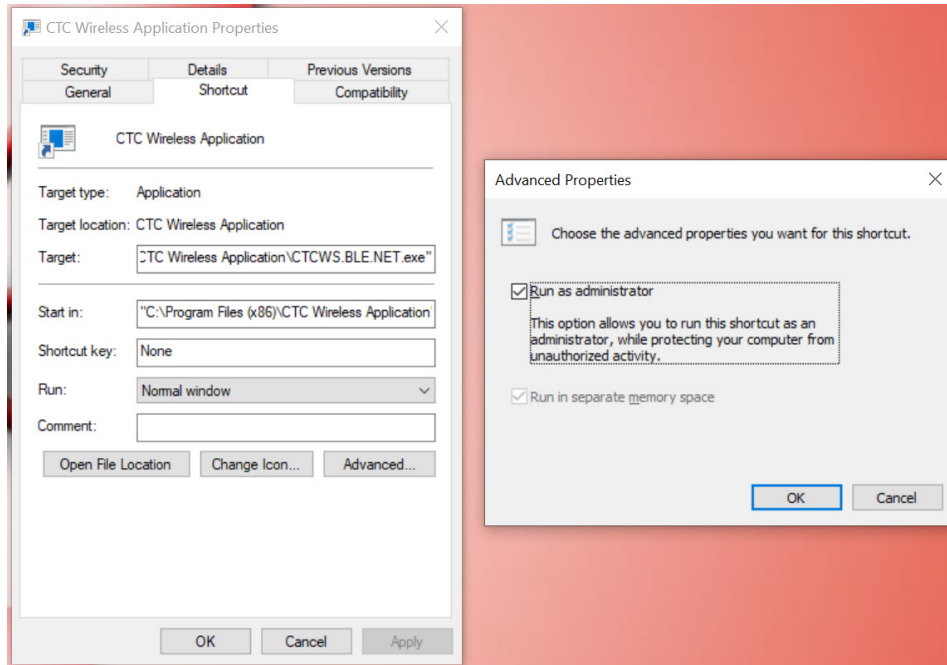 CTC Wireless Application Properties
Security Details Previous Versions
General Shortcut Compatibility
CTC Wireless Application
Target type: Application
Target location: CTC Wireless Application
Target: CTC Wireless Application\CTCWS.BLE.NET.exe"
Start in: "C:\Program Files (x86)\CTC Wireless Application
Shortcut key: None
Run: Normal window
Comment:
Open File Location Change Icon... Advanced...
OK Cancel Apply
Advanced Properties
Choose the advanced properties you want for this shortcut.
Run as administrator
This option allows you to run this shortcut as an
administrator, while protecting your computer from
unauthorized activity.
Run in separate memory space
OK Cancel